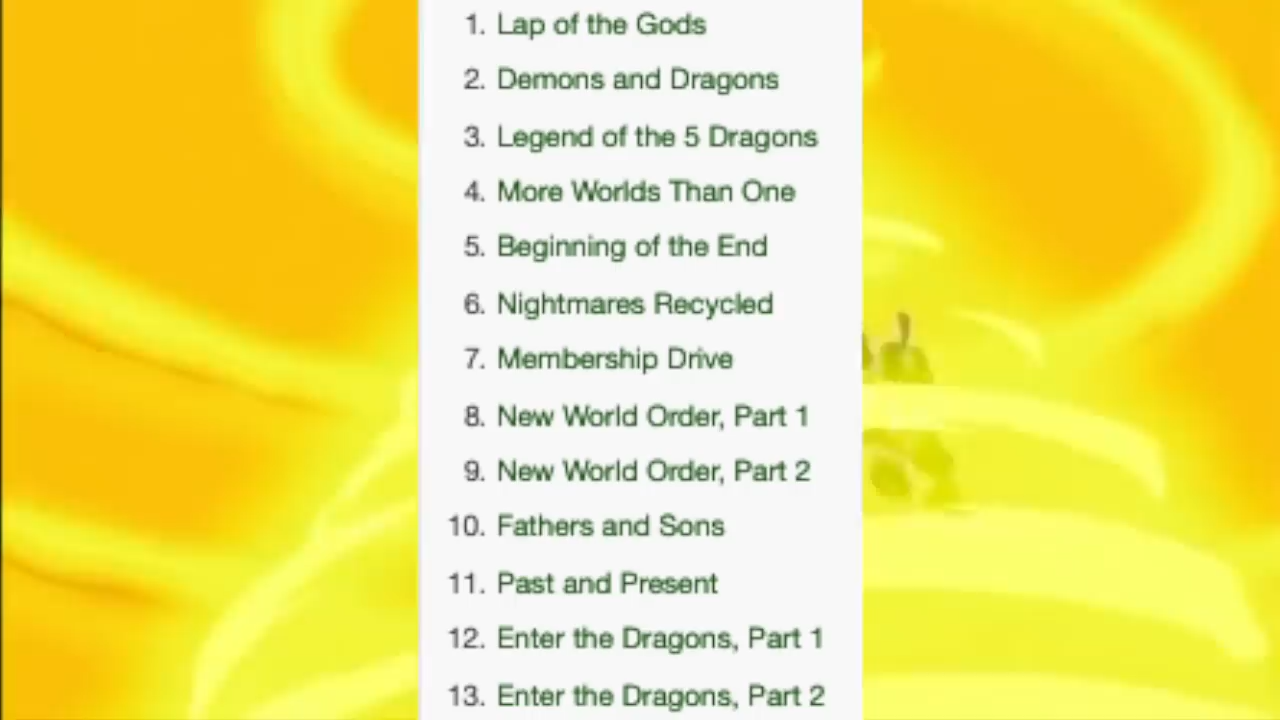 1. Lap of the Gods
2. Demons and Dragons
3. Legend of the 5 Dragons
4. More Worlds Than One
5. Beginning of the End
6. Nightmares Recycled
7. Membership Drive
8. New World Order, Part 1
9. New World Order, Part 2
10. Fathers and Sons
11. Past and Present
12. Enter the Dragons, Part 1
13. Enter the Dragons, Part 2